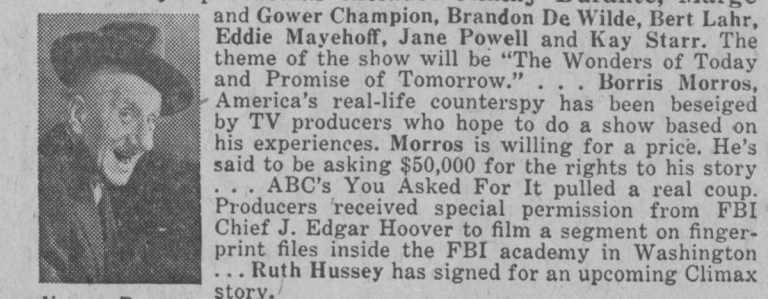 and Gower Champion, Brandon De Wilde, Bert Lahr,
Eddie Mayehoff, Jane Powell and Kay Starr. The
theme of the show will be "The Wonders of Today
and Promise of Tomorrow." . . . Borris Morros,
America's real-life counterspy has been beseiged
by TV producers who hope to do a show based on
his experiences. Morros is willing for a price. He's
said to be asking $50,000 for the rights to his story
. . . ABC's You Asked For It pulled a real coup.
Producers received special permission from FBI
Chief J. Edgar Hoover to film a segment on finger-
print files inside the FBI academy in Washington
. . . Ruth Hussey has signed for an upcoming Climax
story.